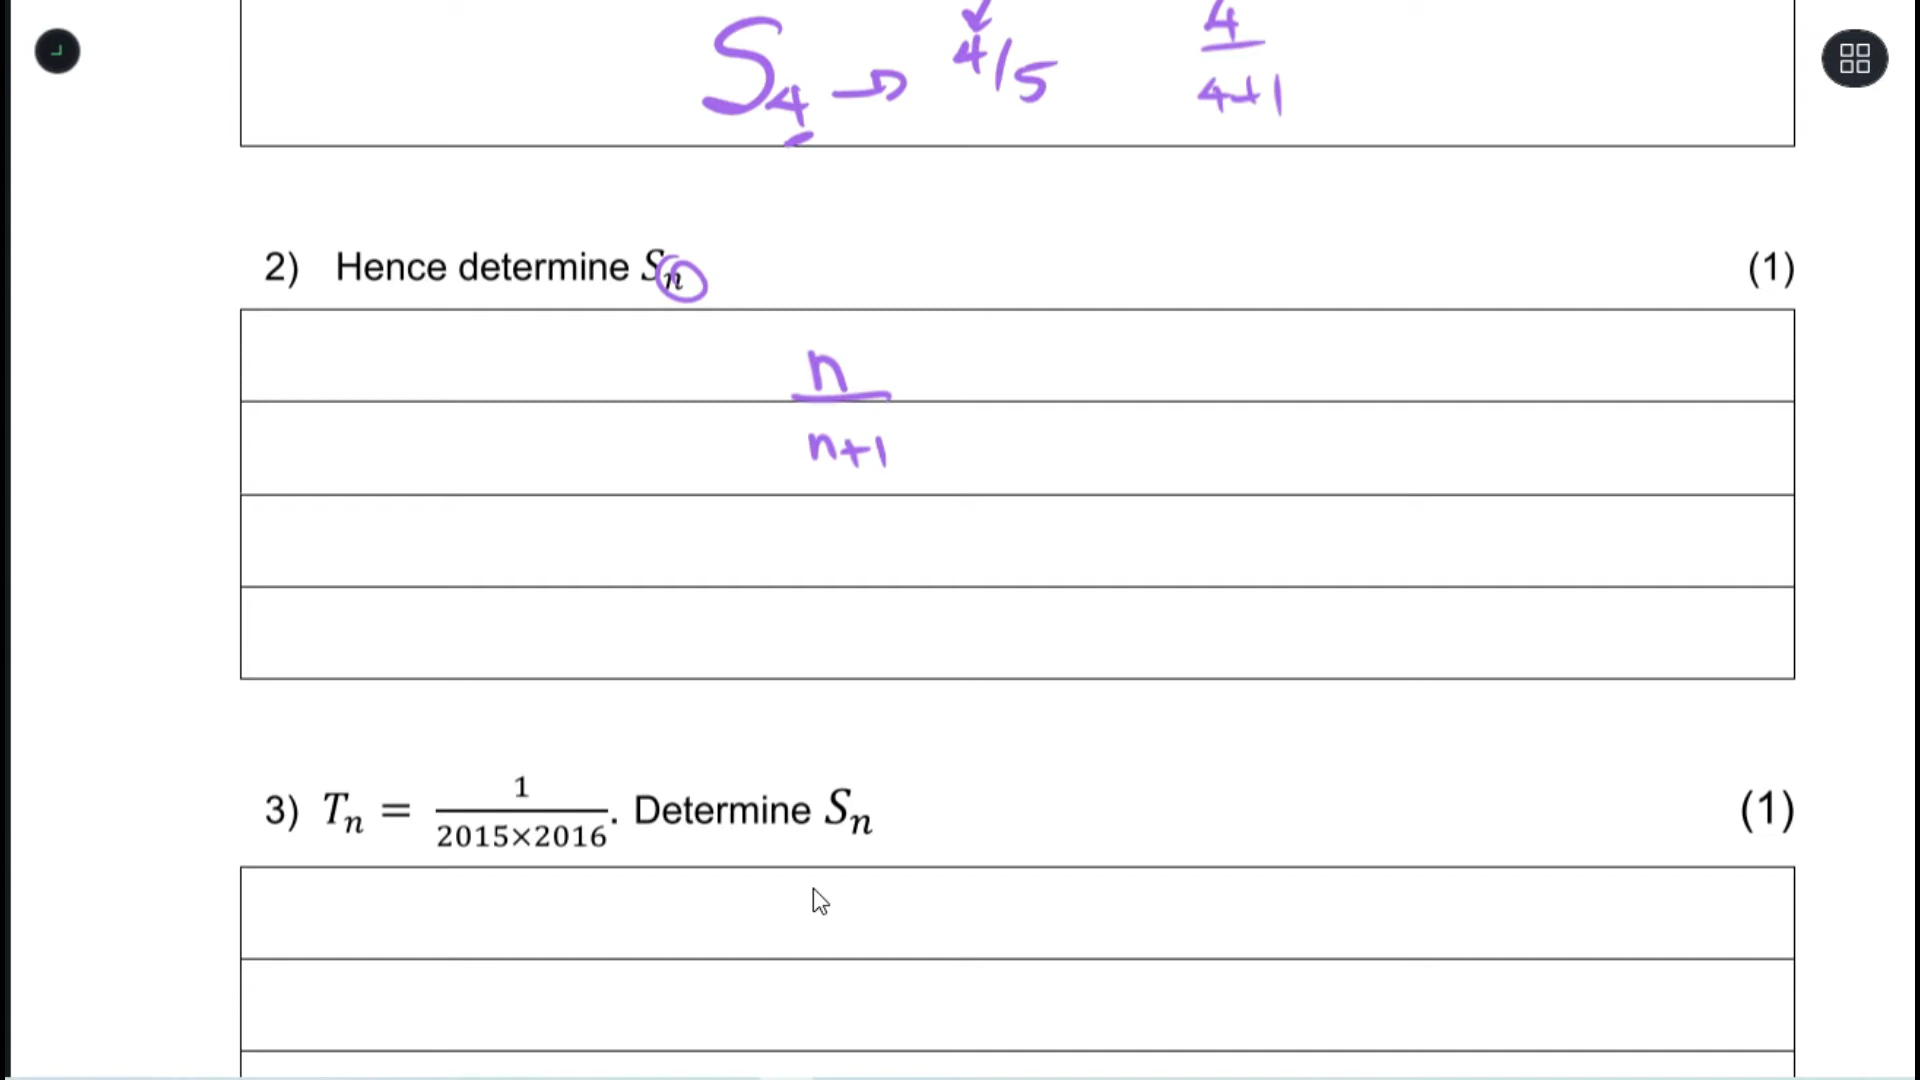 S₄ → 4/5 4/4+1
2) Hence determine Sₙ (1)
n
n+1
3) Tₙ = 1/2015×2016. Determine Sₙ (1)